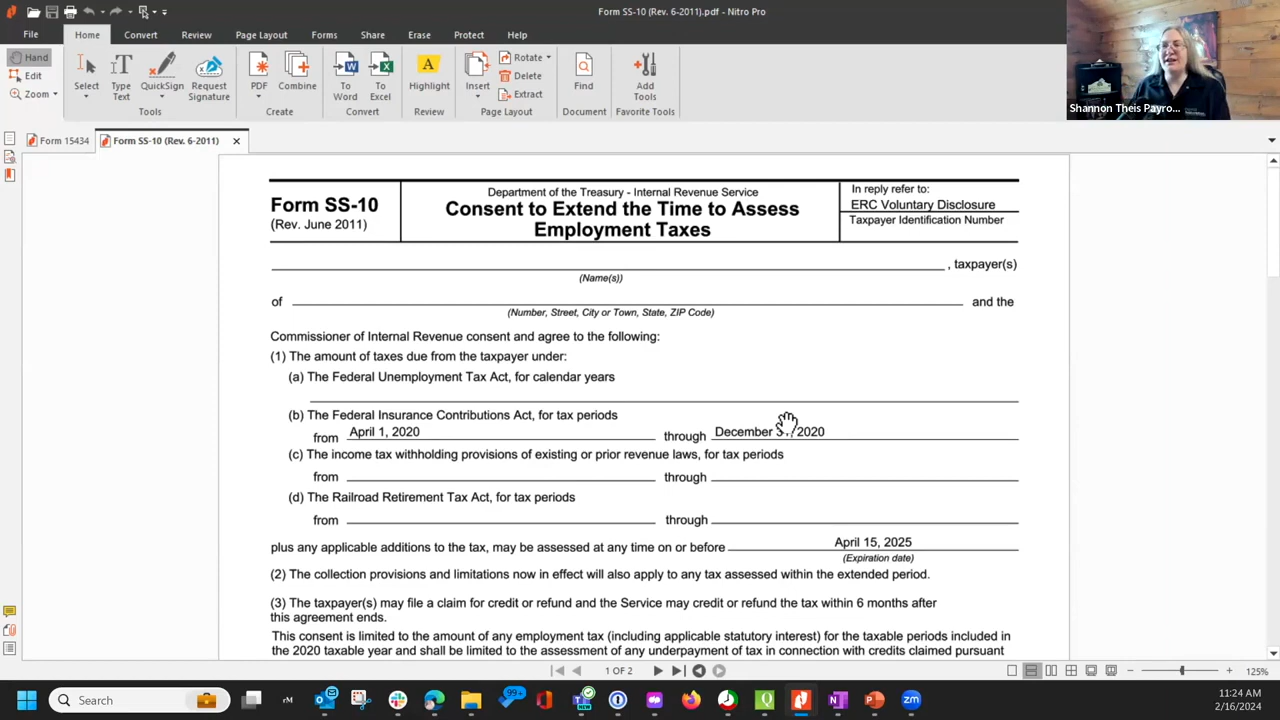 Form SS-10 (Rev. 6-2011).pdf - Nitro Pro
File Home Convert Review Page Layout Forms Share Erase Protect Help
Hand
Edit
Zoom
Select
Type Text
QuickSign
Request Signature
Tools
PDF
Combine
Create
To Word
To Excel
Convert
Highlight
Review
Insert
Rotate
Delete
Extract
Page Layout
Find
Document
Add Tools
Favorite Tools
Shannon Theis Payro...
Form 15434
Form SS-10 (Rev. 6-2011)
Form SS-10
(Rev. June 2011)
Department of the Treasury - Internal Revenue Service
Consent to Extend the Time to Assess
Employment Taxes
In reply refer to:
ERC Voluntary Disclosure
Taxpayer Identification Number
, taxpayer(s)
(Name(s))
of and the
(Number, Street, City or Town, State, ZIP Code)
Commissioner of Internal Revenue consent and agree to the following:
(1) The amount of taxes due from the taxpayer under:
(a) The Federal Unemployment Tax Act, for calendar years
(b) The Federal Insurance Contributions Act, for tax periods
from April 1, 2020 through December 2020
(c) The income tax withholding provisions of existing or prior revenue laws, for tax periods
from through
(d) The Railroad Retirement Tax Act, for tax periods
from through
plus any applicable additions to the tax, may be assessed at any time on or before April 15, 2025
(Expiration date)
(2) The collection provisions and limitations now in effect will also apply to any tax assessed within the extended period.
(3) The taxpayer(s) may file a claim for credit or refund and the Service may credit or refund the tax within 6 months after
this agreement ends.
This consent is limited to the amount of any employment tax (including applicable statutory interest) for the taxable periods included in
the 2020 taxable year and shall be limited to the assessment of any underpayment of tax in connection with credits claimed pursuant
1 OF 2
125%
Search
rM
99+
NEW
11:24 AM
2/16/2024